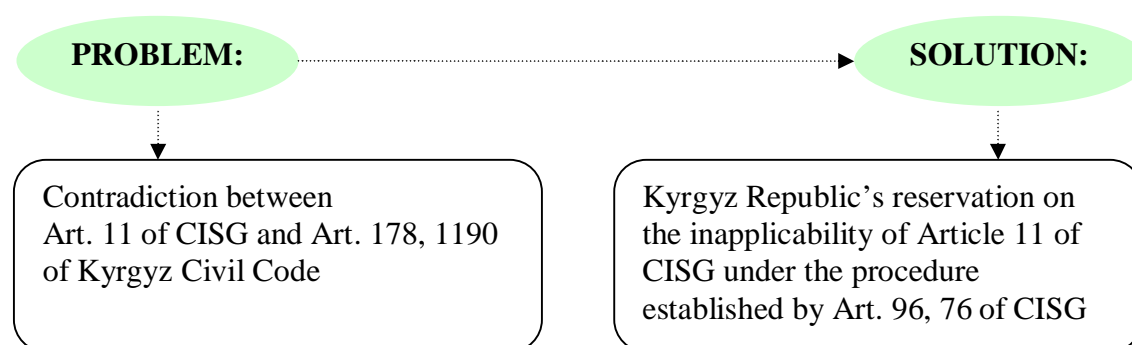 PROBLEM:
SOLUTION:
Contradiction between
Art. 11 of CISG and Art. 178, 1190
of Kyrgyz Civil Code
Kyrgyz Republic’s reservation on
the inapplicability of Article 11 of
CISG under the procedure
established by Art. 96, 76 of CISG